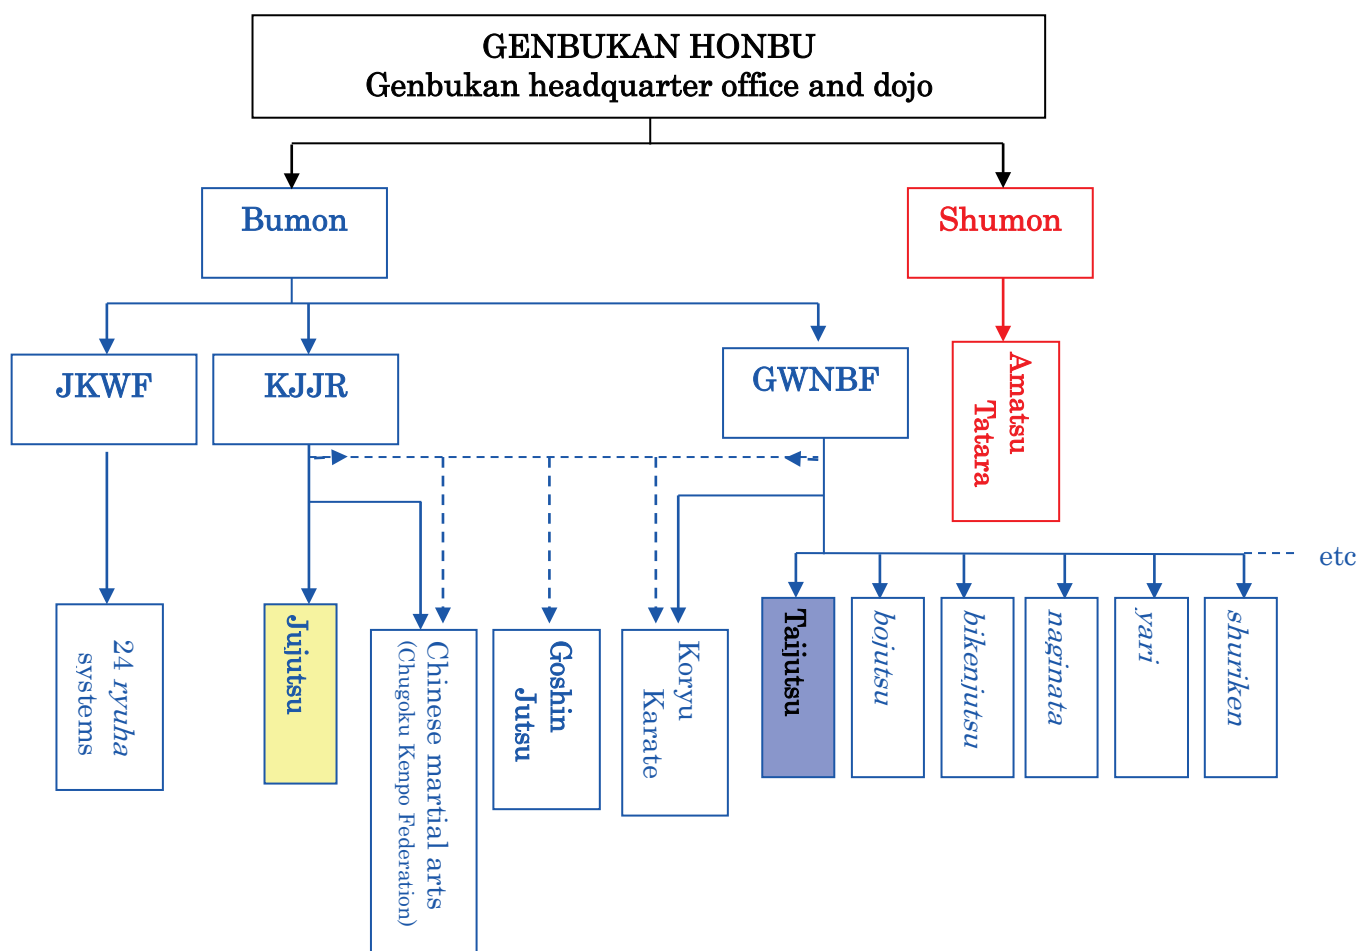 GENBUKAN HONBU
Genbukan headquarter office and dojo
Bumon
Shumon
JKWF
KJJR
GWNBF
Amatsu
Tatara
etc
24 ryuha
systems
Jujutsu
Chinese martial arts
(Chugoku Kenpo Federation)
Goshin
Jutsu
Koryu
Karate
Taijutsu
bojutsu
bikenjutsu
naginata
yari
shuriken